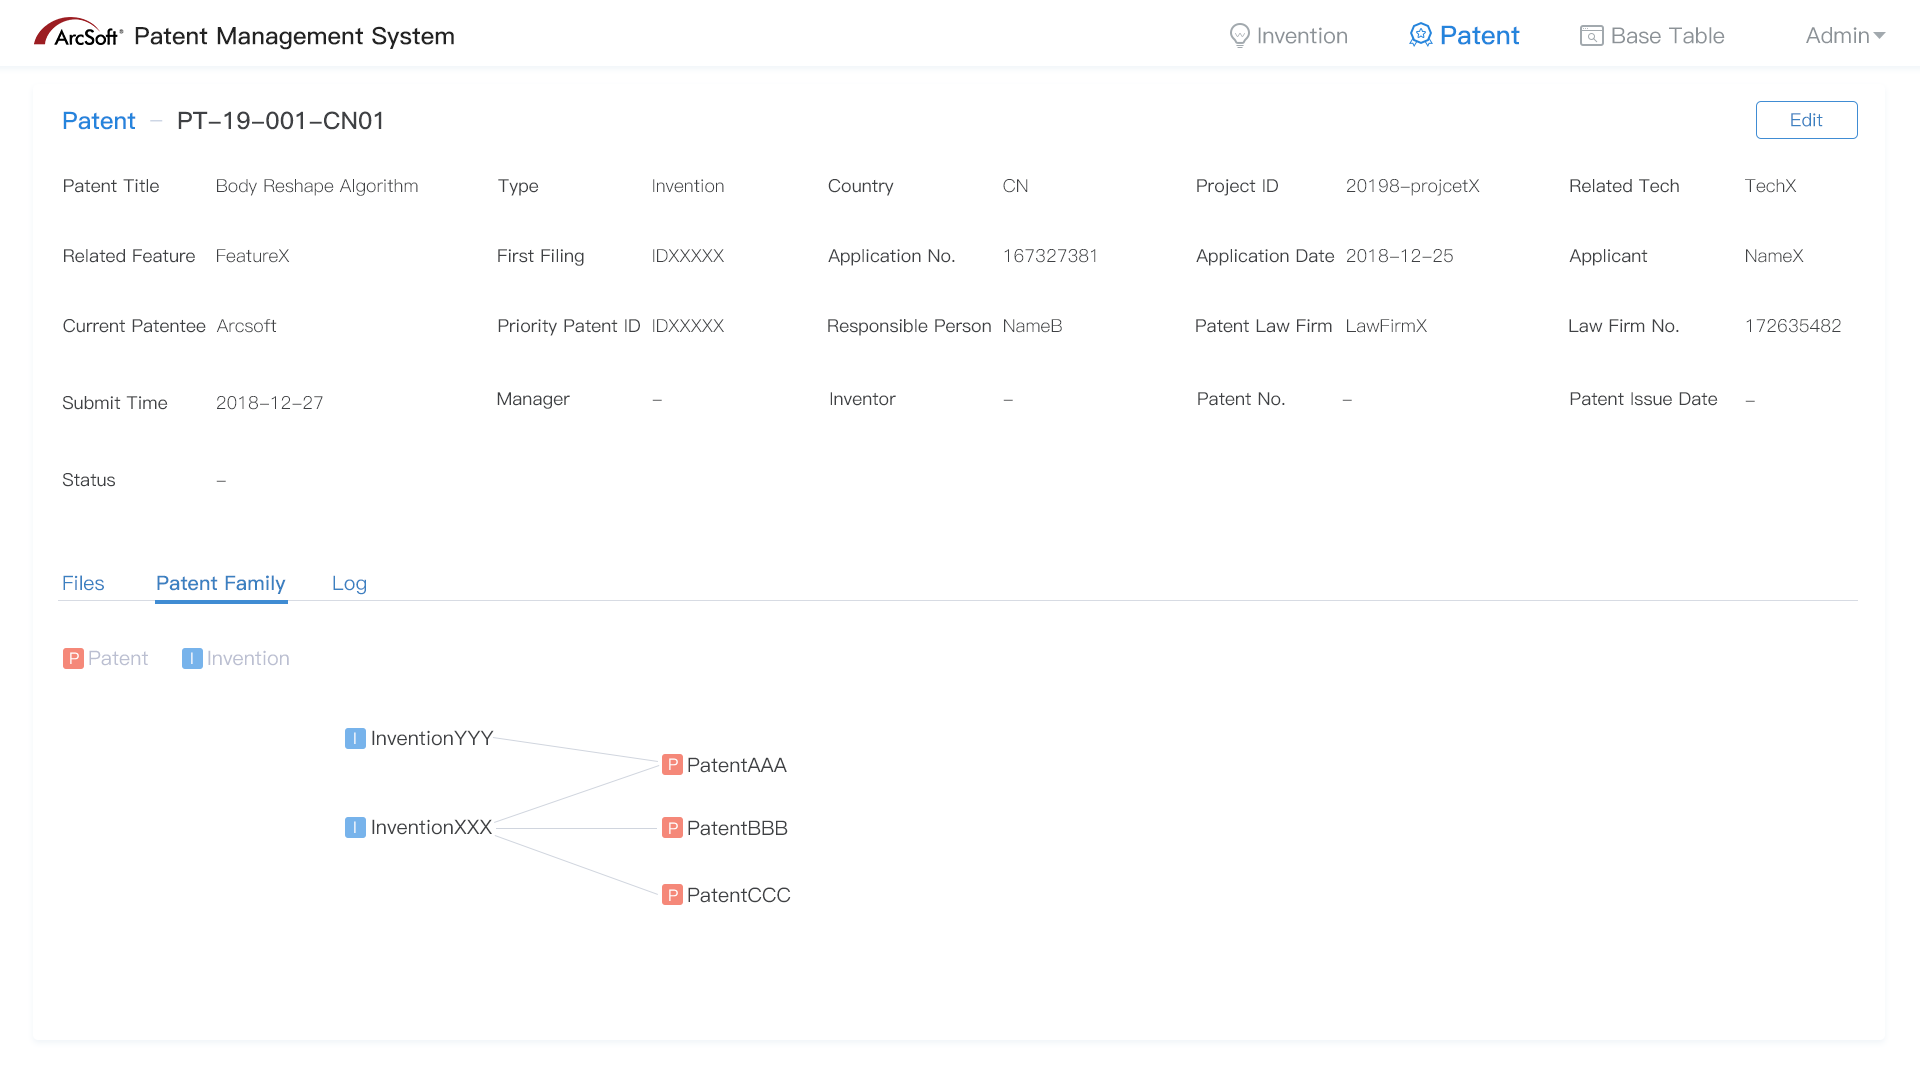 ArcSoft® Patent Management System Invention Patent Base Table Admin
Patent – PT-19-001-CN01 Edit
Patent Title Body Reshape Algorithm Type Invention Country CN Project ID 20198-projcetX Related Tech TechX
Related Feature FeatureX First Filing IDXXXXX Application No. 167327381 Application Date 2018-12-25 Applicant NameX
Current Patentee Arcsoft Priority Patent ID IDXXXXX Responsible Person NameB Patent Law Firm LawFirmX Law Firm No. 172635482
Submit Time 2018-12-27 Manager – Inventor – Patent No. – Patent Issue Date –
Status –
Files Patent Family Log
P Patent I Invention
I InventionYYY
P PatentAAA
I InventionXXX P PatentBBB
P PatentCCC